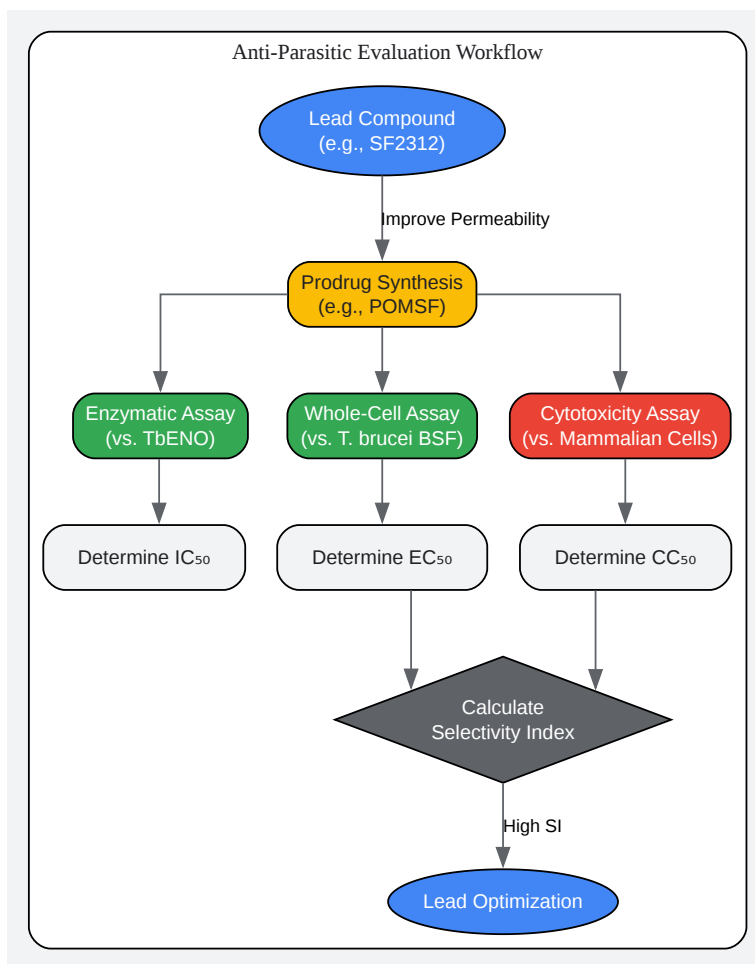 Anti-Parasitic Evaluation Workflow
Lead Compound
(e.g., SF2312)
Improve Permeability
Prodrug Synthesis
(e.g., POMSF)
Enzymatic Assay
(vs. TbENO)
Whole-Cell Assay
(vs. T. brucei BSF)
Cytotoxicity Assay
(vs. Mammalian Cells)
Determine IC₅₀
Determine EC₅₀
Determine CC₅₀
Calculate
Selectivity Index
High SI
Lead Optimization